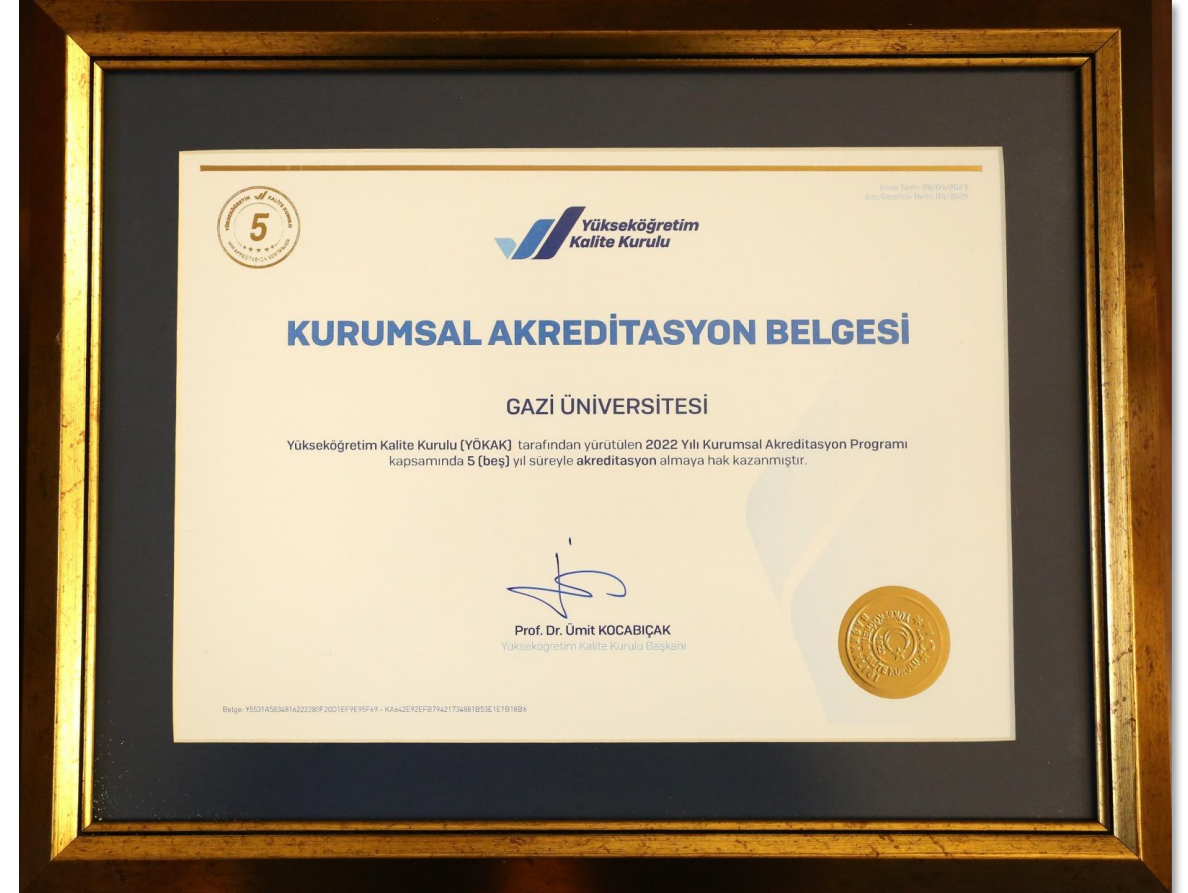 5
Yükseköğretim
Kalite Kurulu
KURUMSAL AKREDİTASYON BELGESİ
GAZİ ÜNİVERSİTESİ
Yükseköğretim Kalite Kurulu (YÖKAK) tarafından yürütülen 2022 Yılı Kurumsal Akreditasyon Programı
kapsamında 5 (beş) yıl süreyle akreditasyon almaya hak kazanmıştır.
Prof. Dr. Ümit KOCABIÇAK
Yükseköğretim Kalite Kurulu Başkanı
Belge: